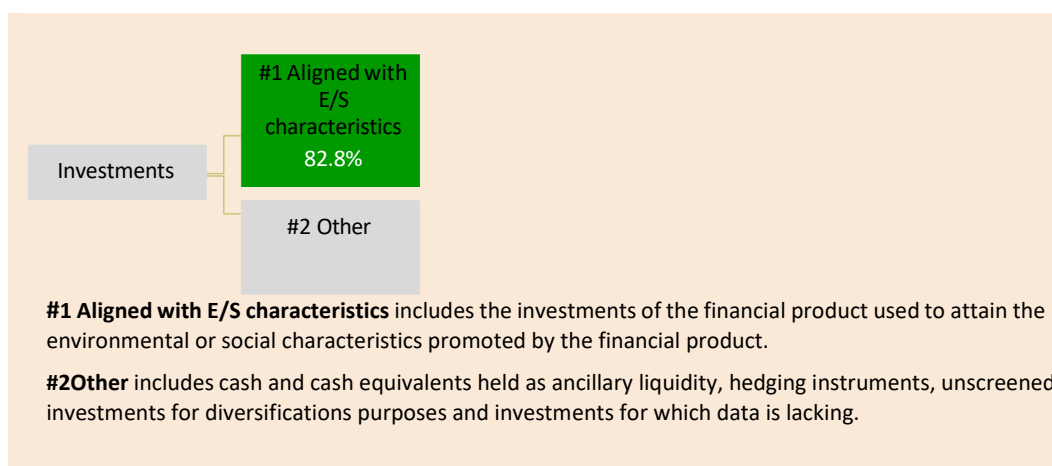 #1 Aligned with
E/S
characteristics
82.8%
Investments
#2 Other
#1 Aligned with E/S characteristics includes the investments of the financial product used to attain the
environmental or social characteristics promoted by the financial product.
#2Other includes cash and cash equivalents held as ancillary liquidity, hedging instruments, unscreened
investments for diversifications purposes and investments for which data is lacking.